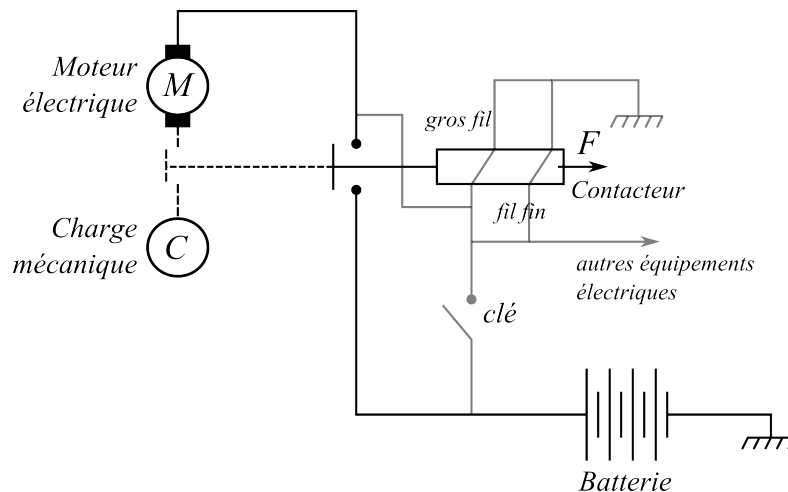 Moteur
électrique
M
gros fil
F
Contacteur
fil fin
Charge
mécanique
C
autres équipements
électriques
clé
Batterie